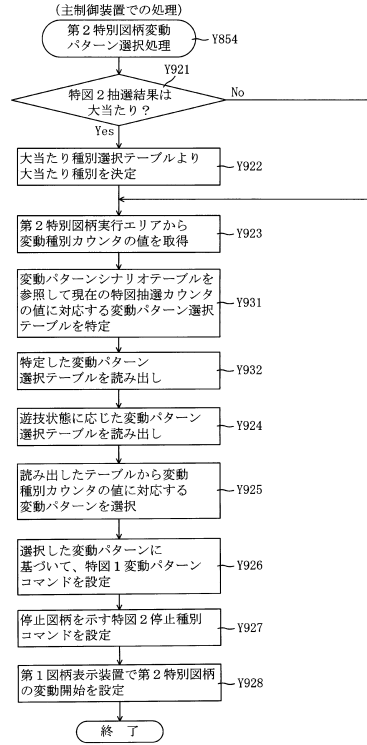 (主制御装置での処理)
第2特別図柄変動
パターン選択処理
Y854
Y921
特図2抽選結果は
大当たり?
No
Yes
大当たり種別選択テーブルより
大当たり種別を決定
Y922
第2特別図柄実行エリアから
変動種別カウンタの値を取得
Y923
変動パターンシナリオテーブルを
参照して現在の特図抽選カウンタ
の値に対応する変動パターン選択
テーブルを特定
Y931
特定した変動パターン
選択テーブルを読み出し
Y932
遊技状態に応じた変動パターン
選択テーブルを読み出し
Y924
読み出したテーブルから変動
種別カウンタの値に対応する
変動パターンを選択
Y925
選択した変動パターンに
基づいて、特図1変動パターン
コマンドを設定
Y926
停止図柄を示す特図2停止種別
コマンドを設定
Y927
第1図柄表示装置で第2特別図柄
の変動開始を設定
Y928
終 了